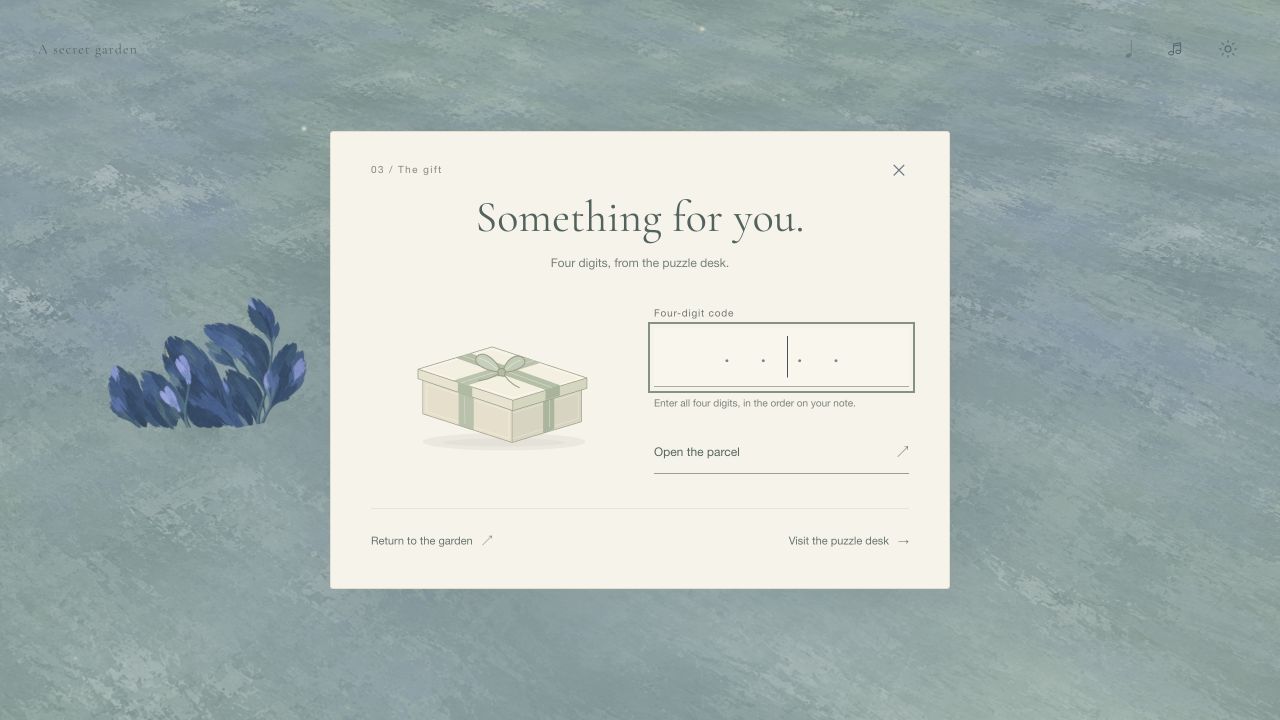 A secret garden
03 / The gift
Something for you.
Four digits, from the puzzle desk.
Four-digit code
Enter all four digits, in the order on your note.
Open the parcel
Return to the garden
Visit the puzzle desk